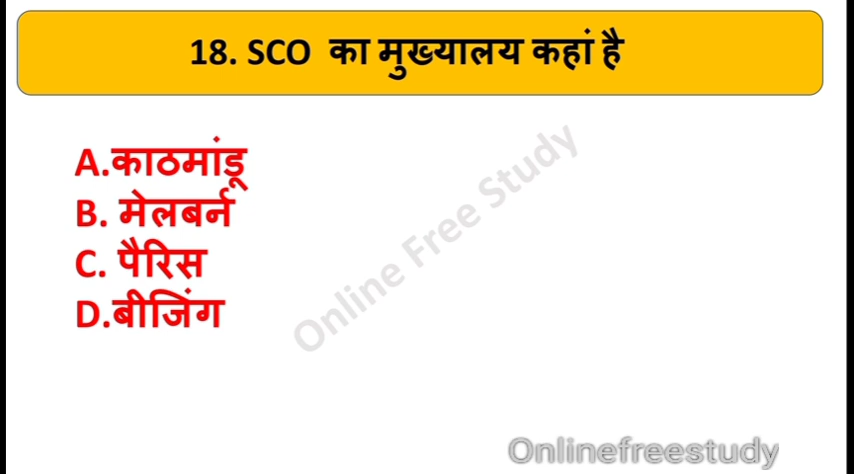 18. SCO का मुख्यालय कहां है
A.काठमांडू
B. मेलबर्न
C. पैरिस
D.बीजिंग
Online Free Study
Onlinefreestudy